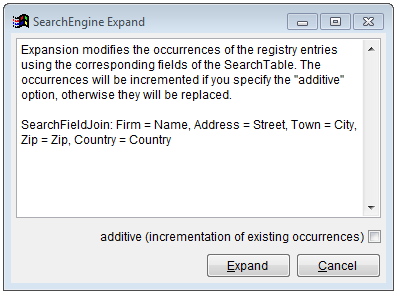 SearchEngine Expand
Expansion modifies the occurrences of the registry entries
using the corresponding fields of the SearchTable. The
occurrences will be incremented if you specify the "additive"
option, otherwise they will be replaced.
SearchFieldJoin: Firm = Name, Address = Street, Town = City,
Zip = Zip, Country = Country
additive (incrementation of existing occurrences)
Expand Cancel